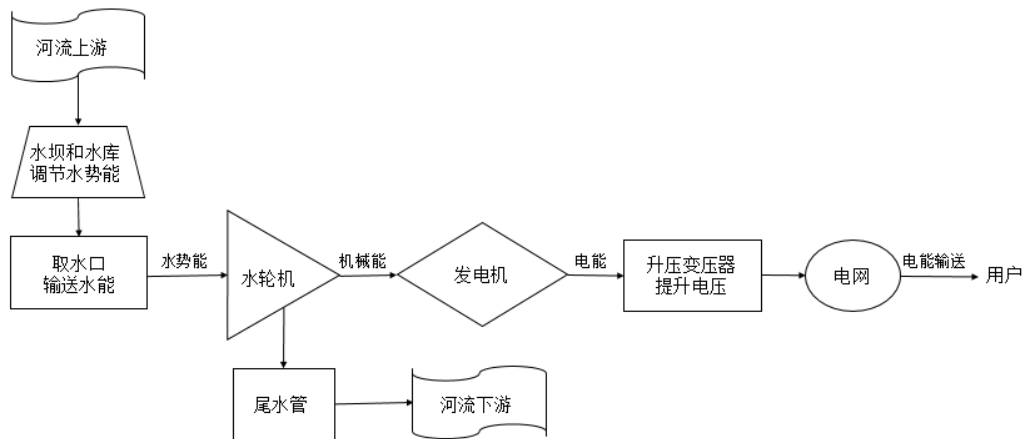 河流上游
水坝和水库
调节水势能
取水口
输送水能
水势能
水轮机
机械能
发电机
电能
升压变压器
提升电压
电网
电能输送
用户
尾水管
河流下游